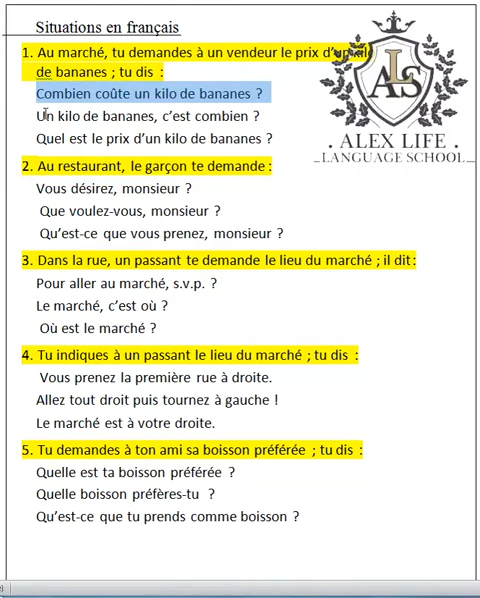 Situations en français
1. Au marché, tu demandes à un vendeur le prix d'un kilo
de bananes ; tu dis :
Combien coûte un kilo de bananes ?
Un kilo de bananes, c'est combien ?
Quel est le prix d'un kilo de bananes ?
2. Au restaurant, le garçon te demande :
Vous désirez, monsieur ?
Que voulez-vous, monsieur ?
Qu'est-ce que vous prenez, monsieur ?
3. Dans la rue, un passant te demande le lieu du marché ; il dit :
Pour aller au marché, s.v.p. ?
Le marché, c'est où ?
Où est le marché ?
4. Tu indiques à un passant le lieu du marché ; tu dis :
Vous prenez la première rue à droite.
Allez tout droit puis tournez à gauche !
Le marché est à votre droite.
5. Tu demandes à ton ami sa boisson préférée ; tu dis :
Quelle est ta boisson préférée ?
Quelle boisson préfères-tu ?
Qu'est-ce que tu prends comme boisson ?
ALS
. ALEX LIFE .
LANGUAGE SCHOOL